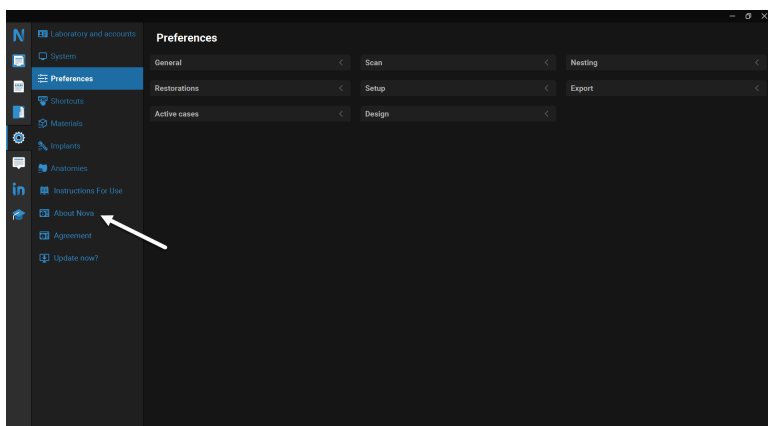 N
in
Laboratory and accounts
System
Preferences
Shortcuts
Materials
Implants
Anatomies
Instructions For Use
About Nova
Agreement
Update now?
Preferences
General
Scan
Nesting
Restorations
Setup
Export
Active cases
Design